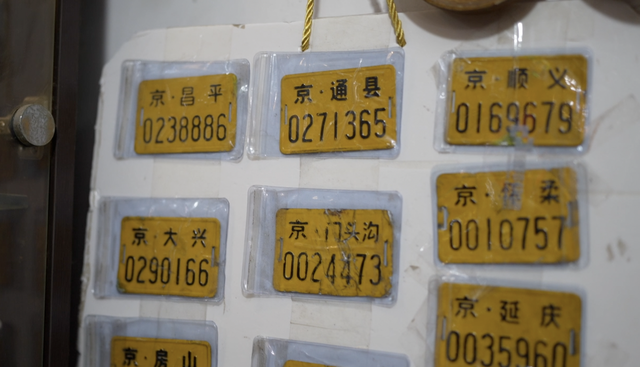 京·昌平
0238886
京·通县
0271365
京·顺义
0169679
京·大兴
0290166
京·门头沟
0024473
京·怀柔
0010757
京·房山
京·延庆
0035960